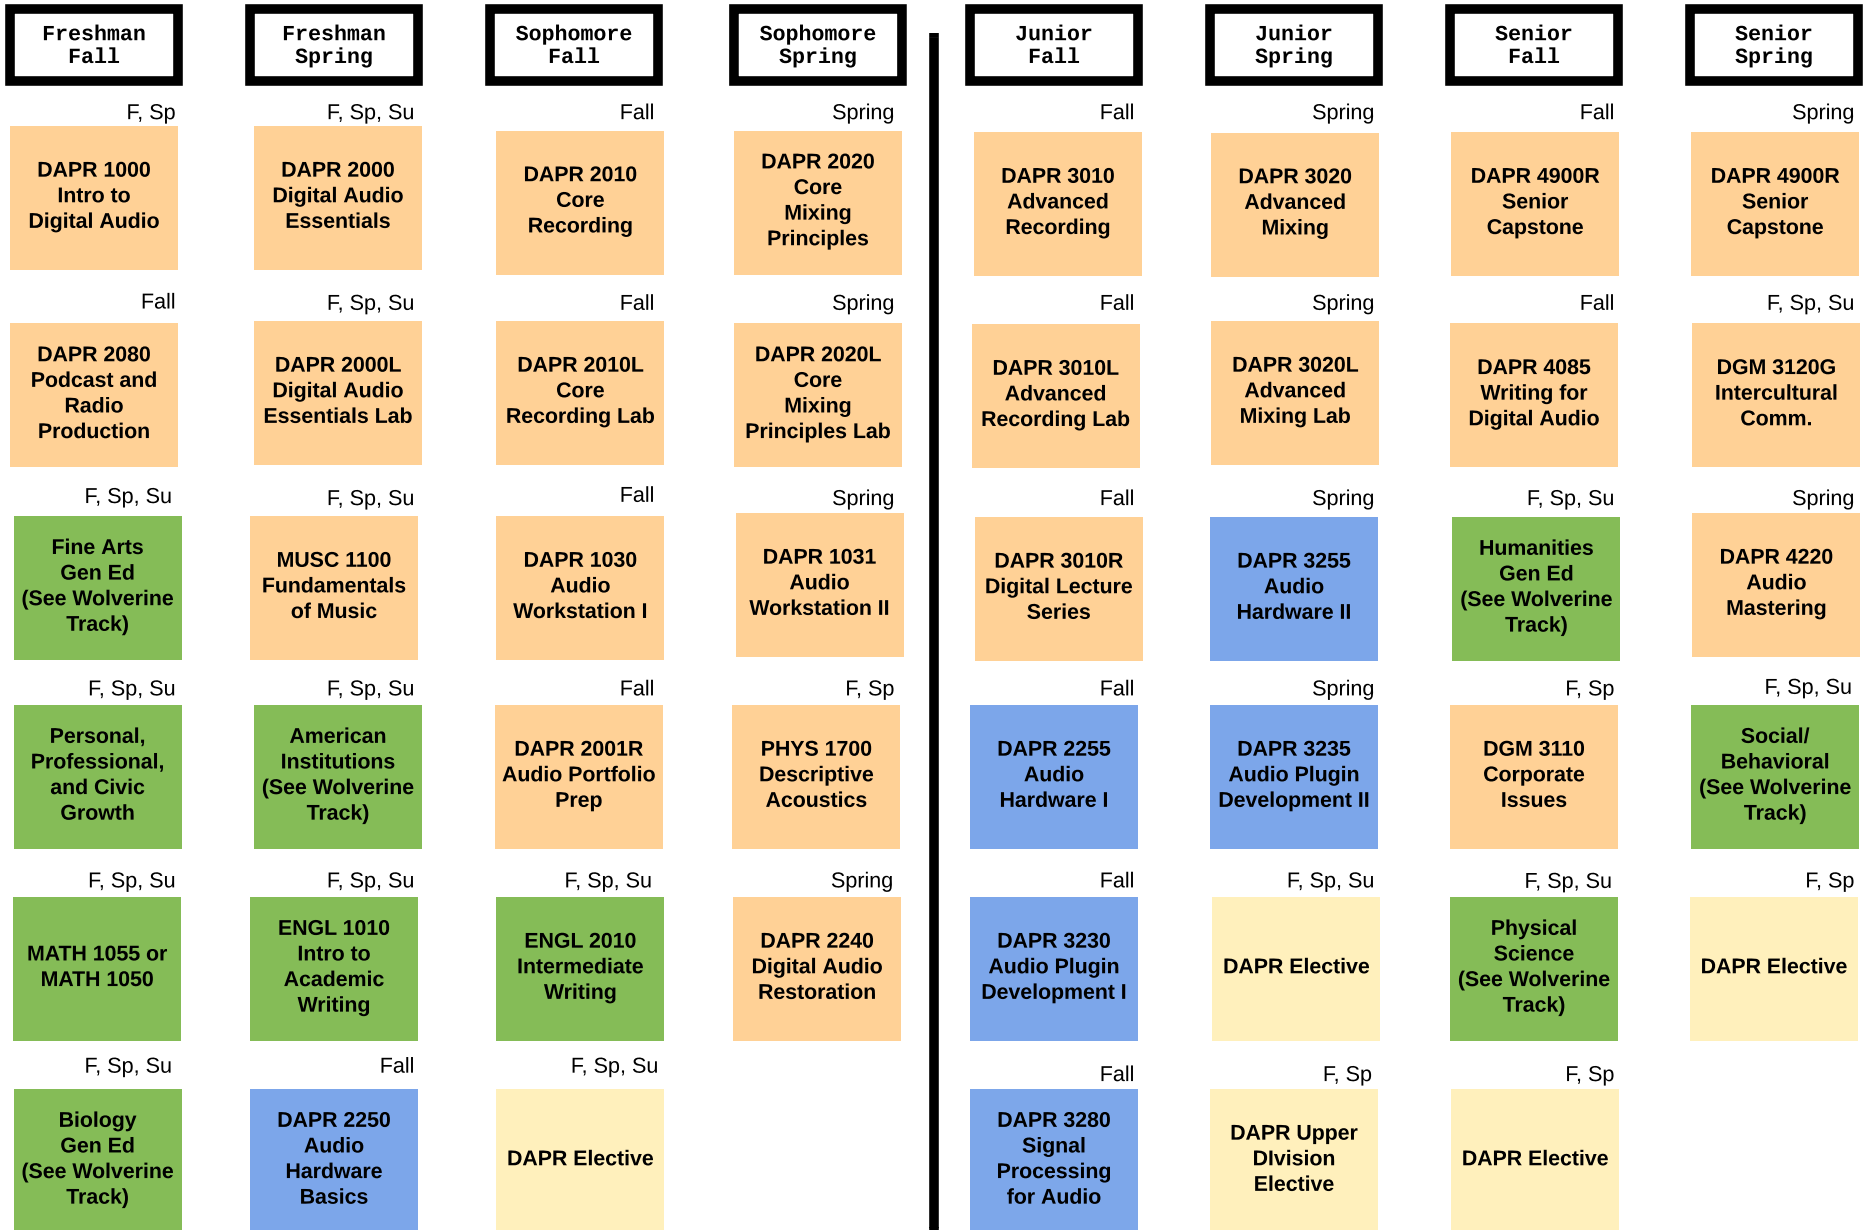 Freshman
Fall
Freshman
Spring
Sophomore
Fall
Sophomore
Spring
Junior
Fall
Junior
Spring
Senior
Fall
Senior
Spring
F, Sp
DAPR 1000
Intro to
Digital Audio
F, Sp, Su
DAPR 2000
Digital Audio
Essentials
Fall
DAPR 2010
Core
Recording
Spring
DAPR 2020
Core
Mixing
Principles
Fall
DAPR 3010
Advanced
Recording
Spring
DAPR 3020
Advanced
Mixing
Fall
DAPR 4900R
Senior
Capstone
Spring
DAPR 4900R
Senior
Capstone
Fall
DAPR 2080
Podcast and
Radio
Production
F, Sp, Su
DAPR 2000L
Digital Audio
Essentials Lab
Fall
DAPR 2010L
Core
Recording Lab
Spring
DAPR 2020L
Core
Mixing
Principles Lab
Fall
DAPR 3010L
Advanced
Recording Lab
Spring
DAPR 3020L
Advanced
Mixing Lab
Fall
DAPR 4085
Writing for
Digital Audio
F, Sp, Su
DGM 3120G
Intercultural
Comm.
F, Sp, Su
Fine Arts
Gen Ed
(See Wolverine
Track)
F, Sp, Su
MUSC 1100
Fundamentals
of Music
Fall
DAPR 1030
Audio
Workstation I
Spring
DAPR 1031
Audio
Workstation II
Fall
DAPR 3010R
Digital Lecture
Series
Spring
DAPR 3255
Audio
Hardware II
F, Sp, Su
Humanities
Gen Ed
(See Wolverine
Track)
Spring
DAPR 4220
Audio
Mastering
F, Sp, Su
Personal,
Professional,
and Civic
Growth
F, Sp, Su
American
Institutions
(See Wolverine
Track)
Fall
DAPR 2001R
Audio Portfolio
Prep
F, Sp
PHYS 1700
Descriptive
Acoustics
Fall
DAPR 2255
Audio
Hardware I
Spring
DAPR 3235
Audio Plugin
Development II
F, Sp
DGM 3110
Corporate
Issues
F, Sp, Su
Social/
Behavioral
(See Wolverine
Track)
F, Sp, Su
MATH 1055 or
MATH 1050
F, Sp, Su
ENGL 1010
Intro to
Academic
Writing
F, Sp, Su
ENGL 2010
Intermediate
Writing
Spring
DAPR 2240
Digital Audio
Restoration
Fall
DAPR 3230
Audio Plugin
Development I
F, Sp, Su
DAPR Elective
F, Sp, Su
Physical
Science
(See Wolverine
Track)
F, Sp
DAPR Elective
F, Sp, Su
Biology
Gen Ed
(See Wolverine
Track)
Fall
DAPR 2250
Audio
Hardware
Basics
F, Sp, Su
DAPR Elective
Fall
DAPR 3280
Signal
Processing
for Audio
F, Sp
DAPR Upper
DIvision
Elective
F, Sp
DAPR Elective